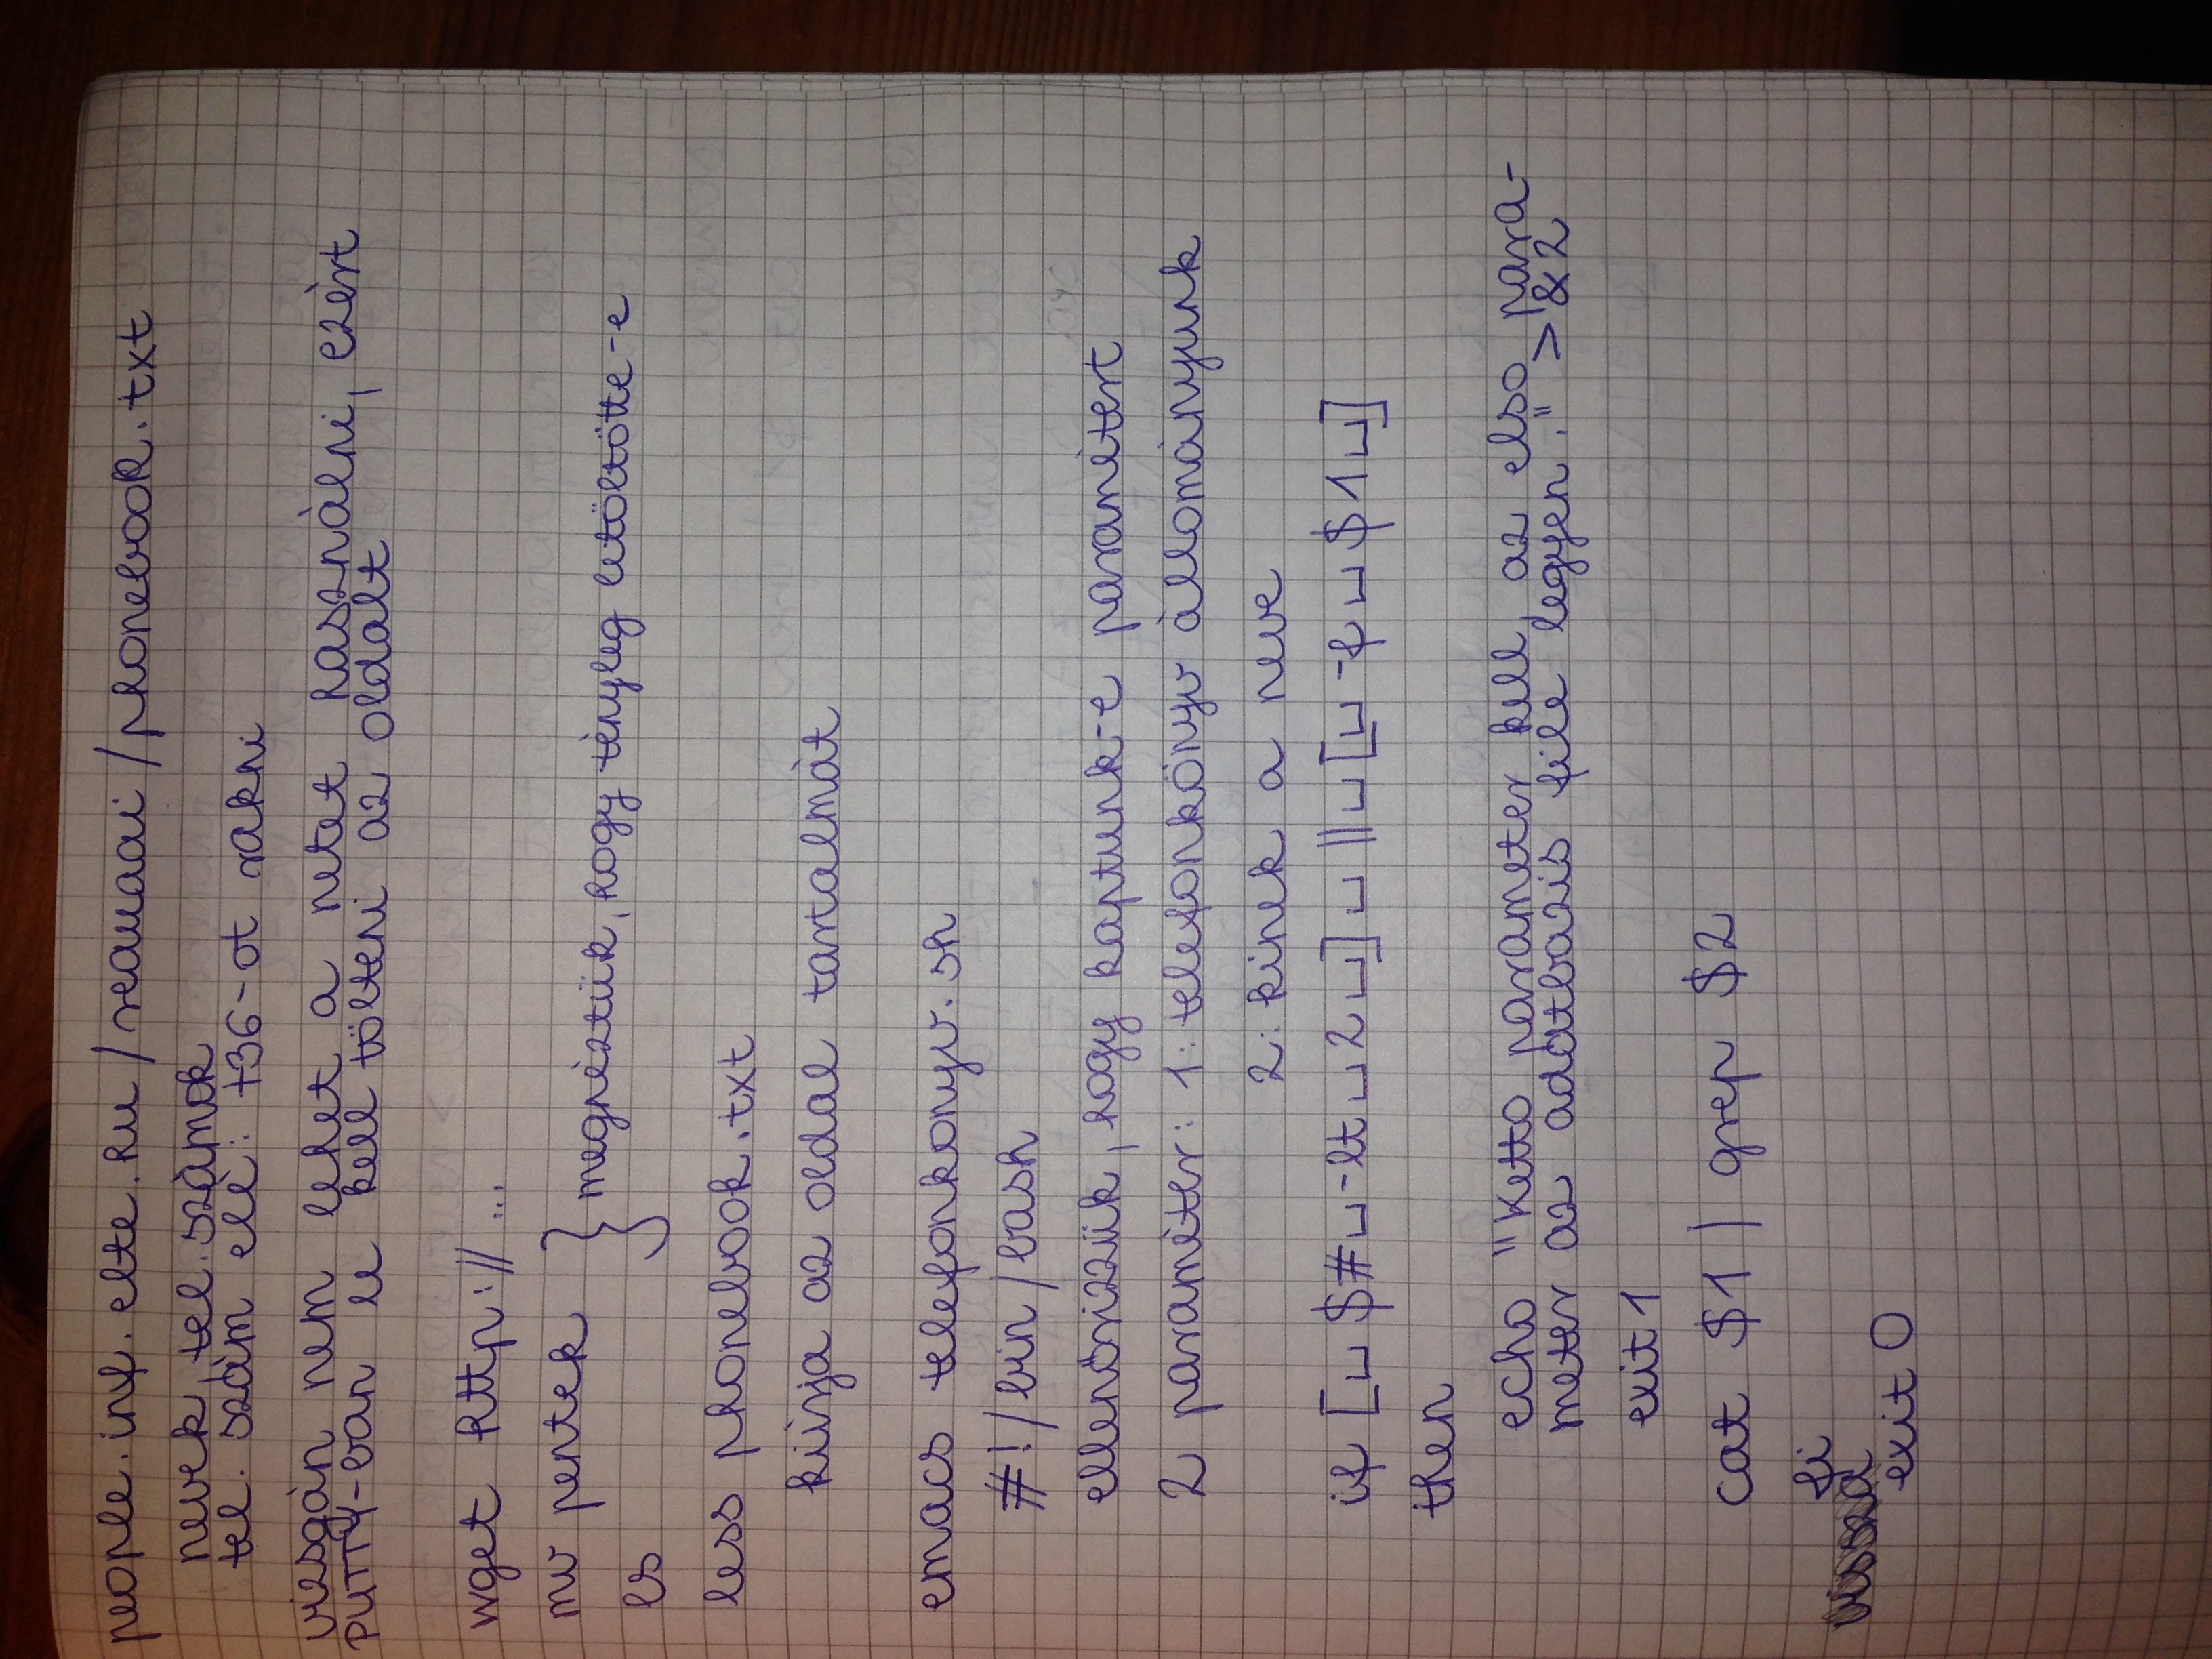 people.inf.elte.hu/ /phonebook.txt
nevek, tel. számok
tel. szám elé: +36-ot rakni
vizsgán nem lehet a netet használni, ezért
PUTTY-ban le kell tölteni az oldalt
wget http://...
mv pentek
megnéztük, hogy tényleg letöltötte-e
ls
less phonebook.txt
kiírja az oldal tartalmát
emacs telefonkonyv.sh
#!/bin/bash
ellenőrizzük, hogy kaptunk-e paramétert
2 paraméter: 1: telefonkönyv állományunk
2: kinek a neve
if [␣$#␣-lt␣2␣]␣||␣[␣-f␣$1␣]
then
echo "Ketto parameter kell, az elso para-
meter az adatbazis file legyen." >&2
exit 1
cat $1 | grep $2
fi
vissza
exit 0